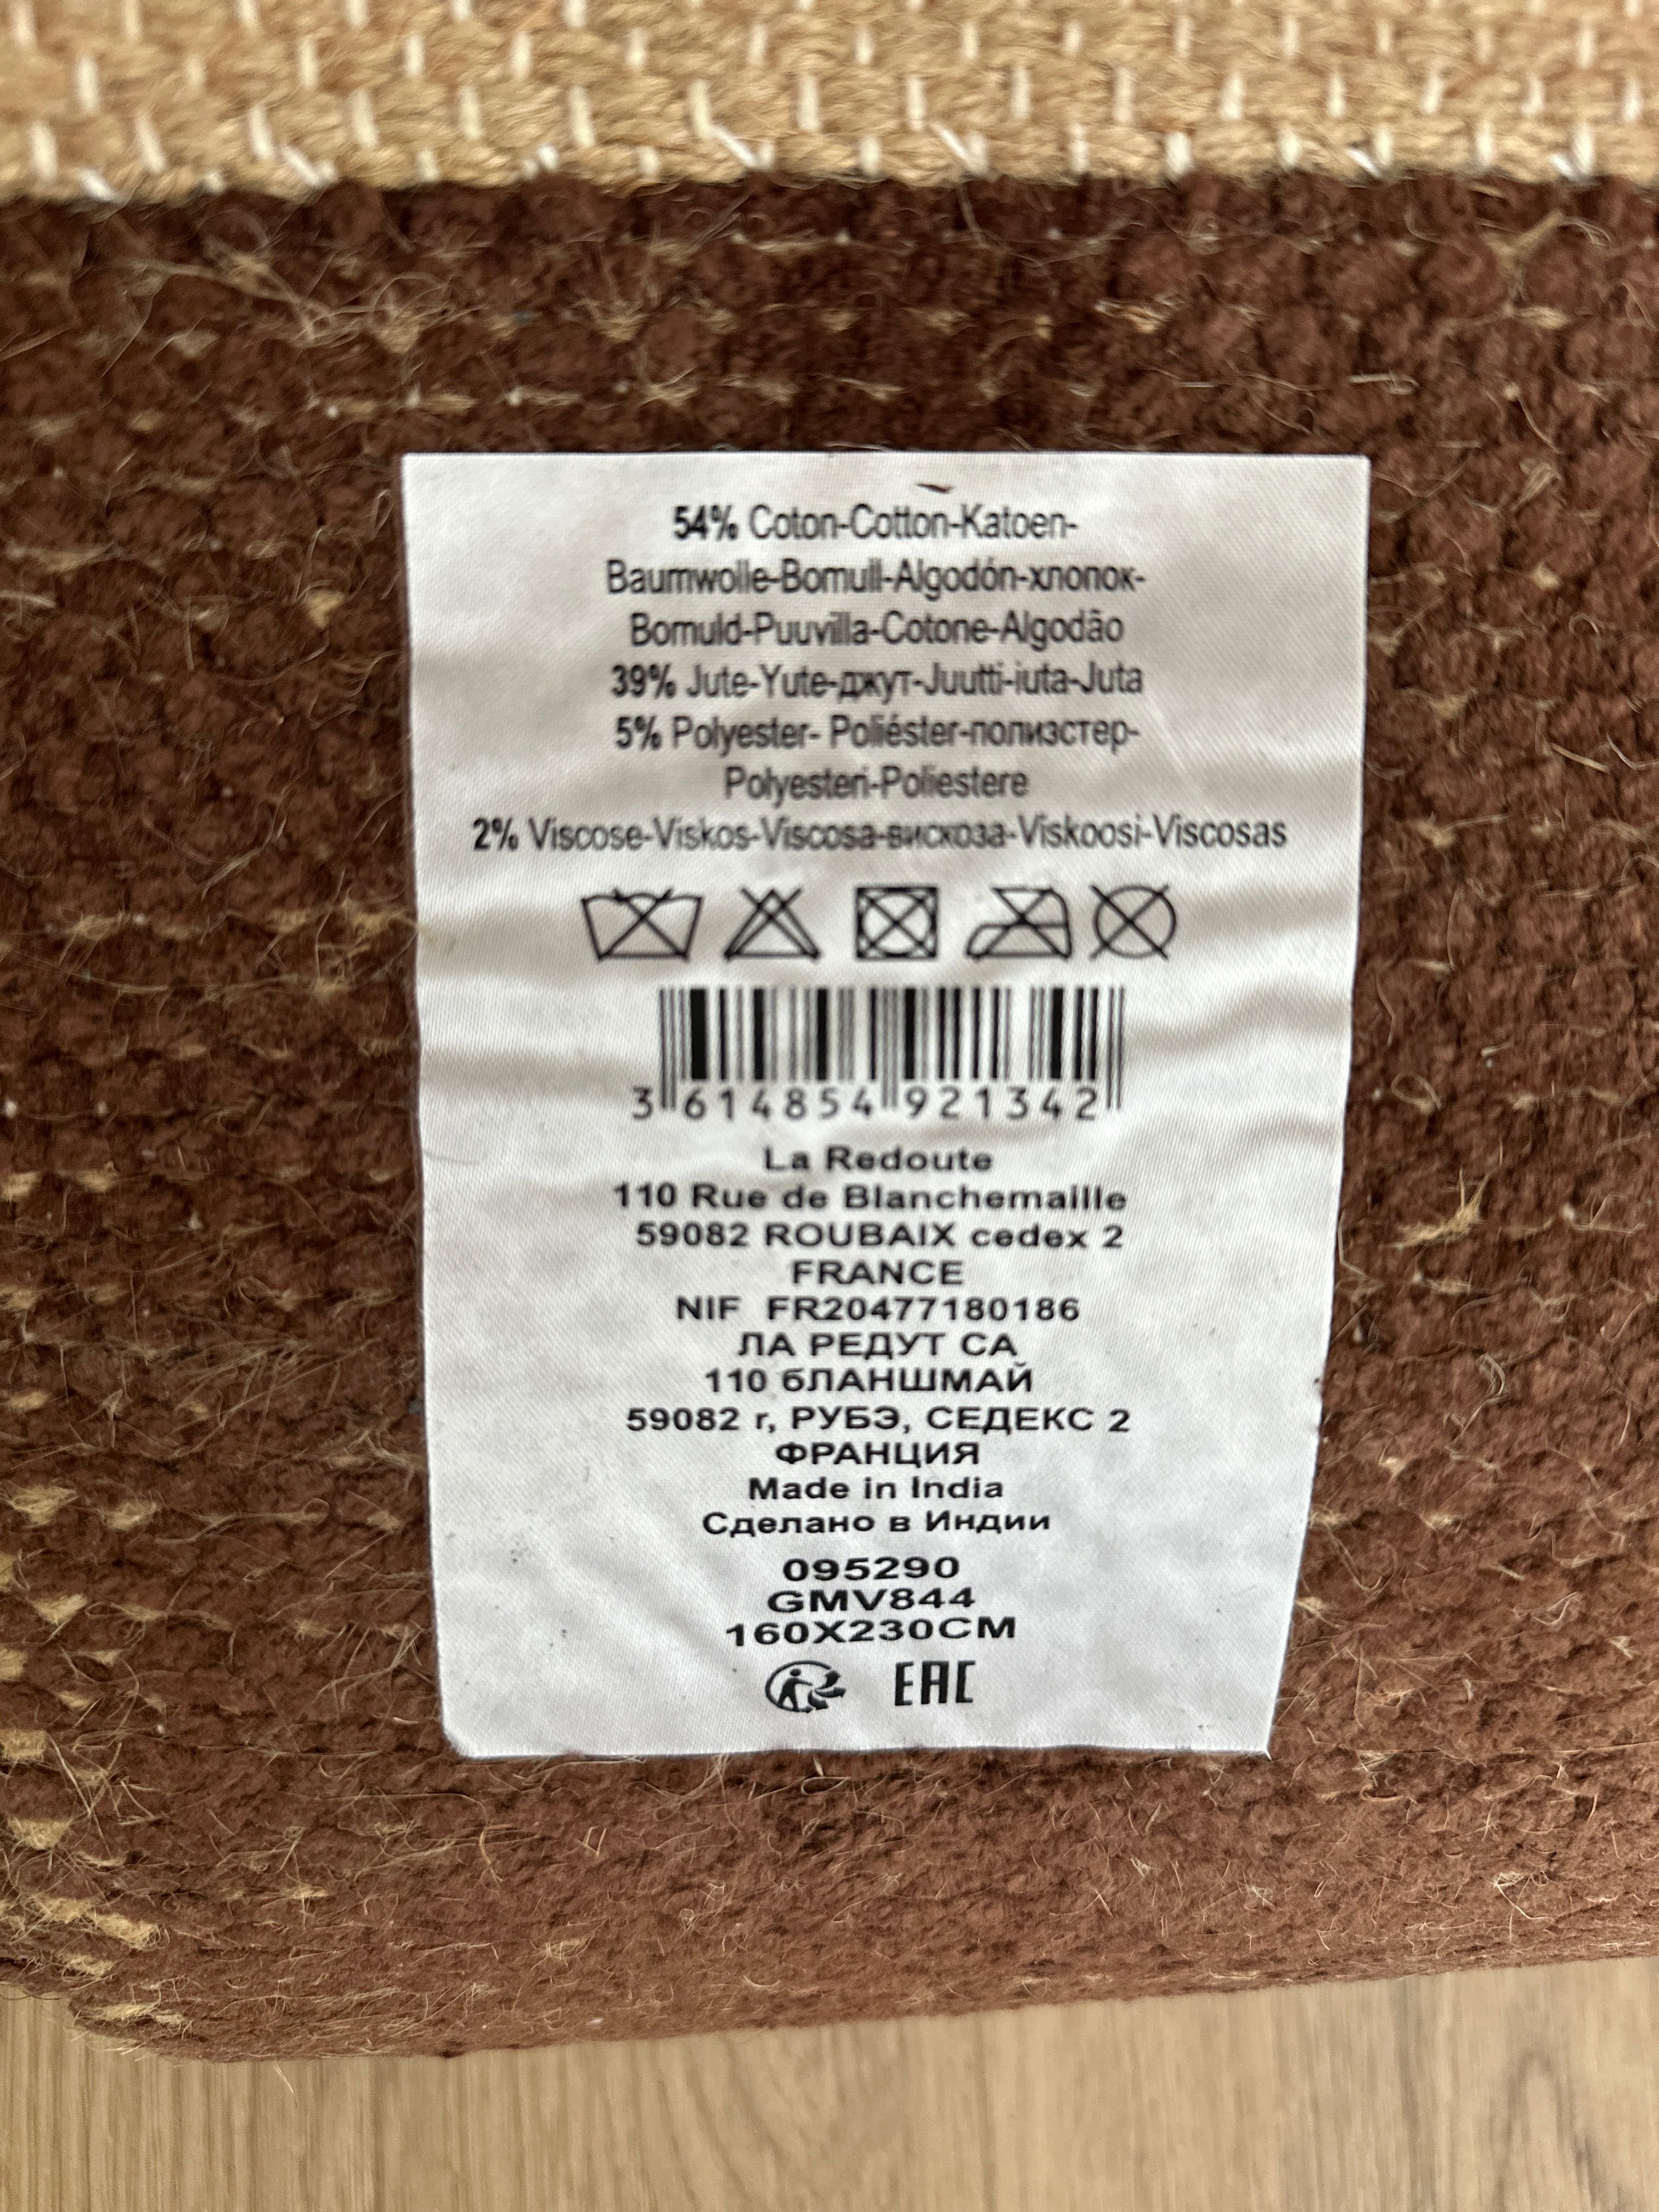 54% Coton-Cotton-Katoen-
Baumwolle-Bomull-Algodón-хлопок-
Bomuld-Puuvilla-Cotone-Algodão
39% Jute-Yute-джут-Juutti-iuta-Juta
5% Polyester- Poliéster-полиэстер-
Polyesteri-Poliestere
2% Viscose-Viskos-Viscosa-вискоза-Viskoosi-Viscosas
3 614854 921342
La Redoute
110 Rue de Blanchemaille
59082 ROUBAIX cedex 2
FRANCE
NIF FR20477180186
ЛА РЕДУТ СА
110 бЛАНШМАЙ
59082 г, РУБЭ, СЕДЕКС 2
ФРАНЦИЯ
Made in India
Сделано в Индии
095290
GMV844
160X230CM
EAC